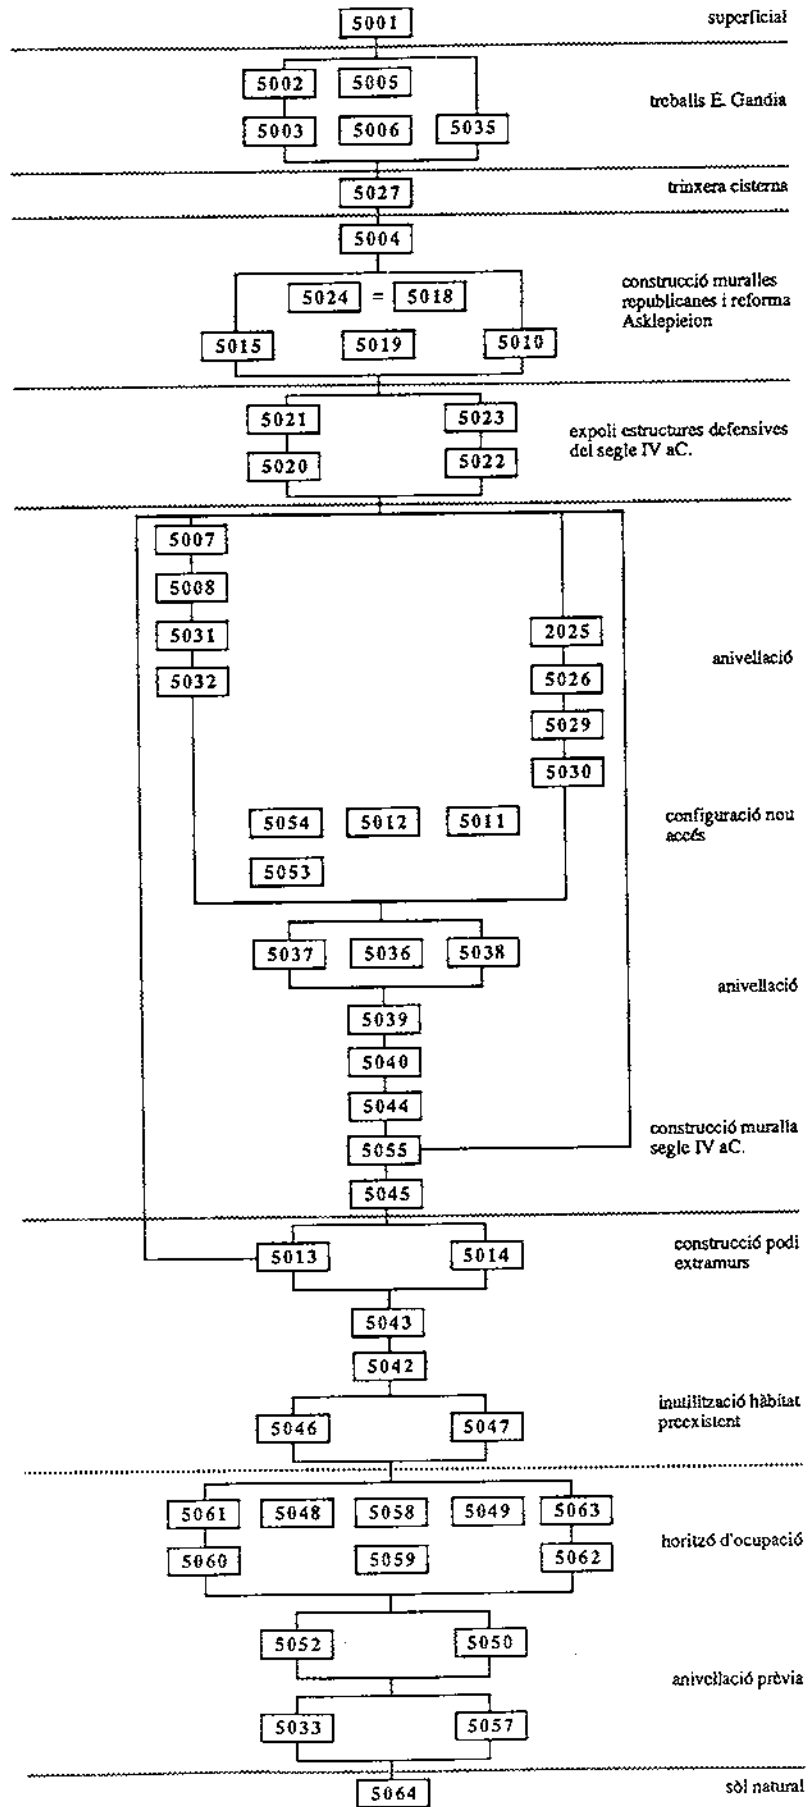 5001 superficial
5002 5005
treballs E. Gandia
5003 5006 5035
5027 trinxera cisterna
5004
construcció muralles
5024 = 5018 republicanes i reforma
Asklepieion
5015 5019 5010
5021 5023
expoli estructures defensives
del segle IV aC.
5020 5022
5007
5008
5031 2025
anivellació
5032 5026
5029
5030
5054 5012 5011 configuració nou
accés
5053
5037 5036 5038
anivellació
5039
5040
5044
construcció muralla
5055 segle IV aC.
5045
5013 5014 construcció podi
extramurs
5043
5042
inutilització hàbitat
preexistent
5046 5047
5061 5048 5058 5049 5063
horitzó d'ocupació
5060 5059 5062
5052 5050
anivellació prèvia
5033 5057
5064 sòl natural